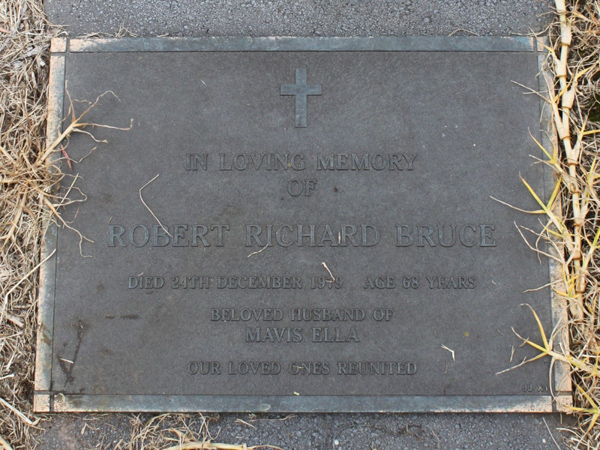 IN LOVING MEMORY
OF
ROBERT RICHARD BRUCE
DIED 24TH DECEMBER 1979 AGE 68 YEARS
BELOVED HUSBAND OF
MAVIS ELLA
OUR LOVED ONES REUNITED